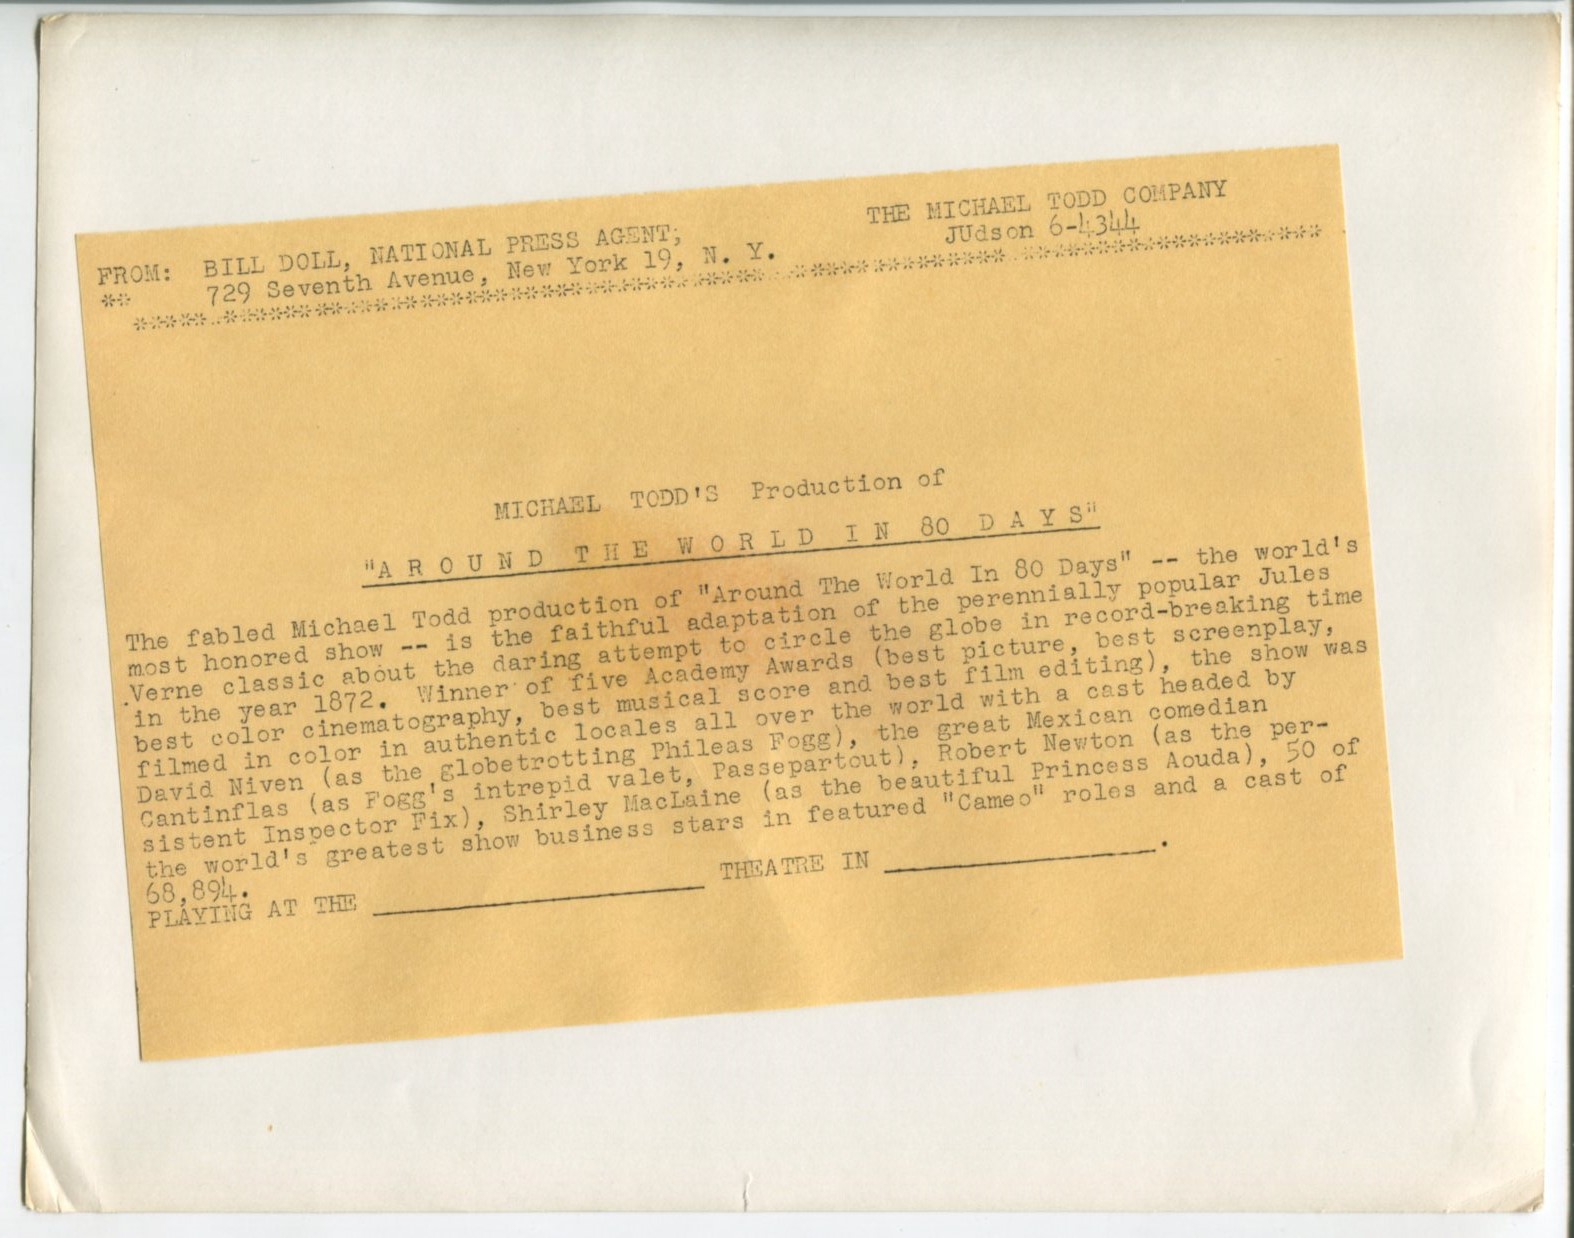 THE MICHAEL TODD COMPANY
JUdson 6-4344
FROM: BILL DOLL, NATIONAL PRESS AGENT;
** 729 Seventh Avenue, New York 19, N. Y.
MICHAEL TODD'S Production of
"A R O U N D T H E W O R L D I N 80 D A Y S"
The fabled Michael Todd production of "Around The World In 80 Days" -- the world's
most honored show -- is the faithful adaptation of the perennially popular Jules
Verne classic about the daring attempt to circle the globe in record-breaking time
in the year 1872. Winner of five Academy Awards (best picture, best screenplay,
best color cinematography, best musical score and best film editing), the show was
filmed in color in authentic locales all over the world with a cast headed by
David Niven (as the globetrotting Phileas Fogg), the great Mexican comedian
Cantinflas (as Fogg's intrepid valet, Passepartout), Robert Newton (as the per-
sistent Inspector Fix), Shirley MacLaine (as the beautiful Princess Aouda), 50 of
the world's greatest show business stars in featured "Cameo" roles and a cast of
68,894.
PLAYING AT THE ____________________ THEATRE IN ________________.